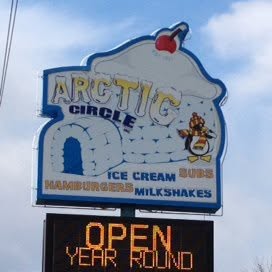 ARCTIC
CIRCLE
ICE CREAM SUBS
HAMBURGERS MILKSHAKES
OPEN
YEAR ROUND